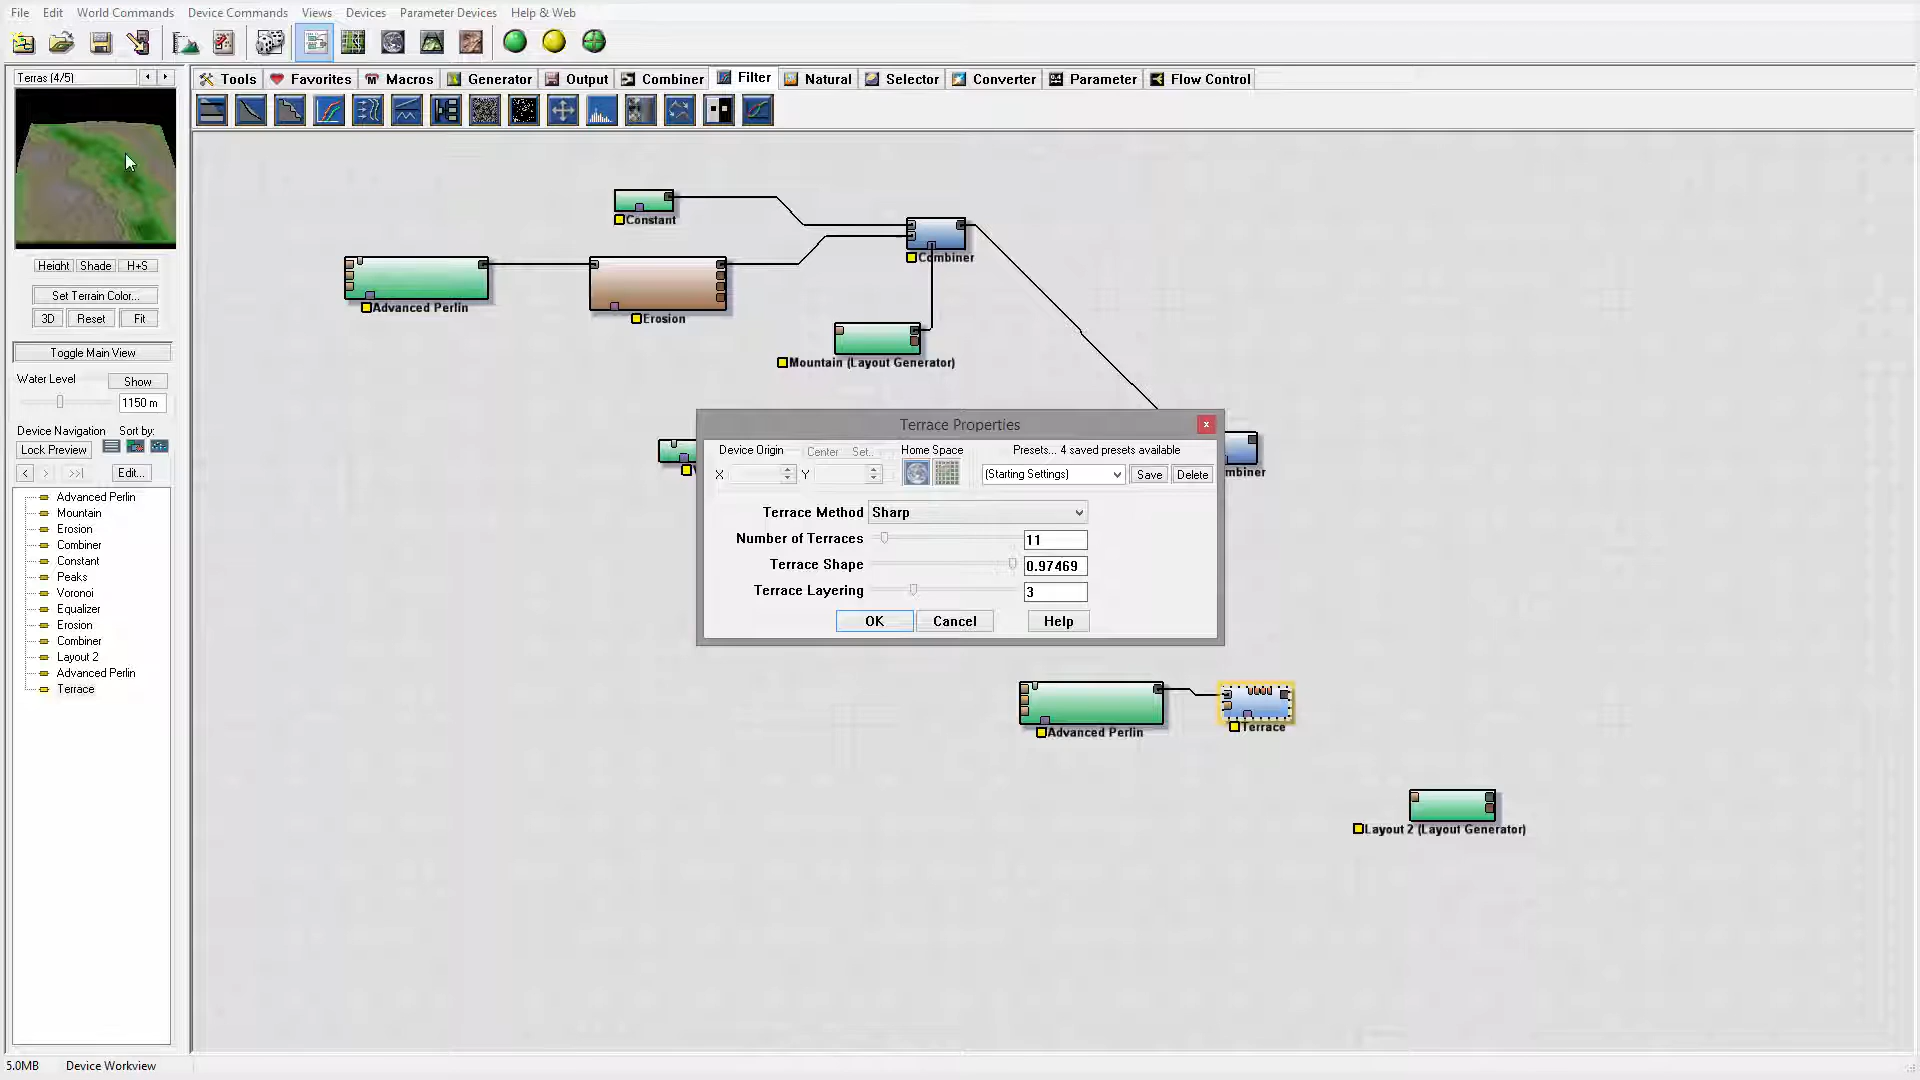 File Edit World Commands Device Commands Views Devices Parameter Devices Help & Web
Terras (4/5)
Tools Favorites Macros Generator Output Combiner Filter Natural Selector Converter Parameter Flow Control
Height Shade H+S
Set Terrain Color...
3D Reset Fit
Toggle Main View
Water Level Show
1150 m
Device Navigation Sort by:
Lock Preview
< > >>| Edit...
Advanced Perlin
Mountain
Erosion
Combiner
Constant
Peaks
Voronoi
Equalizer
Erosion
Combiner
Layout 2
Advanced Perlin
Terrace
Constant
Combiner
Advanced Perlin
Erosion
Mountain (Layout Generator)
Terrace Properties
x
Device Origin Center Set.. Home Space Presets... 4 saved presets available
X Y (Starting Settings) Save Delete
Terrace Method Sharp
Number of Terraces 11
Terrace Shape 0.97469
Terrace Layering 3
OK Cancel Help
mbiner
Advanced Perlin
Terrace
Layout 2 (Layout Generator)
5.0MB Device Workview